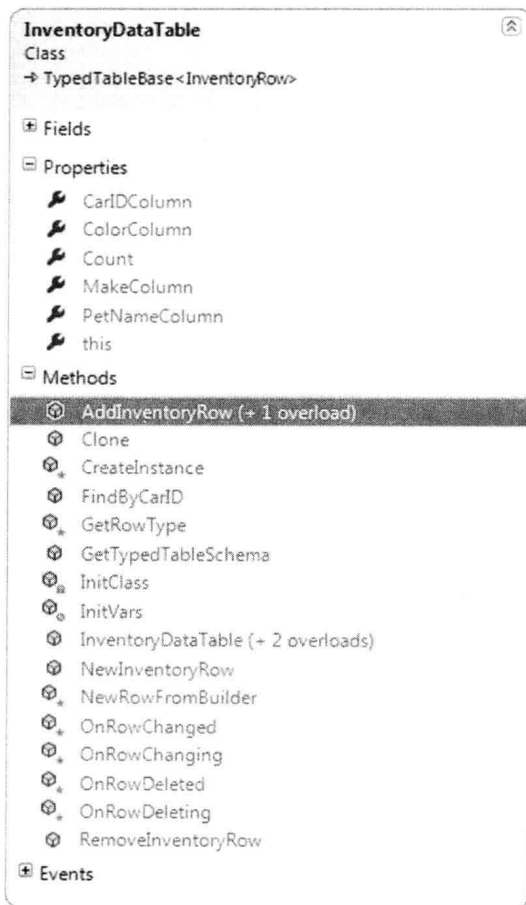 InventoryDataTable
Class
→ TypedTableBase<InventoryRow>
Fields
Properties
CarIDColumn
ColorColumn
Count
MakeColumn
PetNameColumn
this
Methods
AddInventoryRow (+ 1 overload)
Clone
CreateInstance
FindByCarID
GetRowType
GetTypedTableSchema
InitClass
InitVars
InventoryDataTable (+ 2 overloads)
NewInventoryRow
NewRowFromBuilder
OnRowChanged
OnRowChanging
OnRowDeleted
OnRowDeleting
RemoveInventoryRow
Events